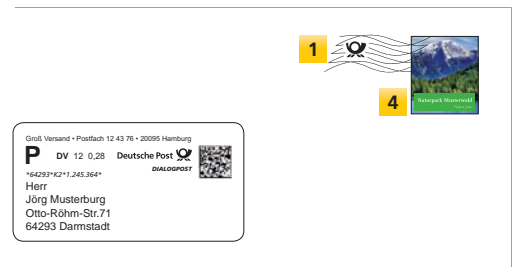 1
4
Naturpark Musterwald
Groß Versand • Postfach 12 43 76 • 20095 Hamburg
P DV 12 0,28 Deutsche Post
DIALOGPOST
*64293*K2*1.245.364*
Herr
Jörg Musterburg
Otto-Röhm-Str.71
64293 Darmstadt